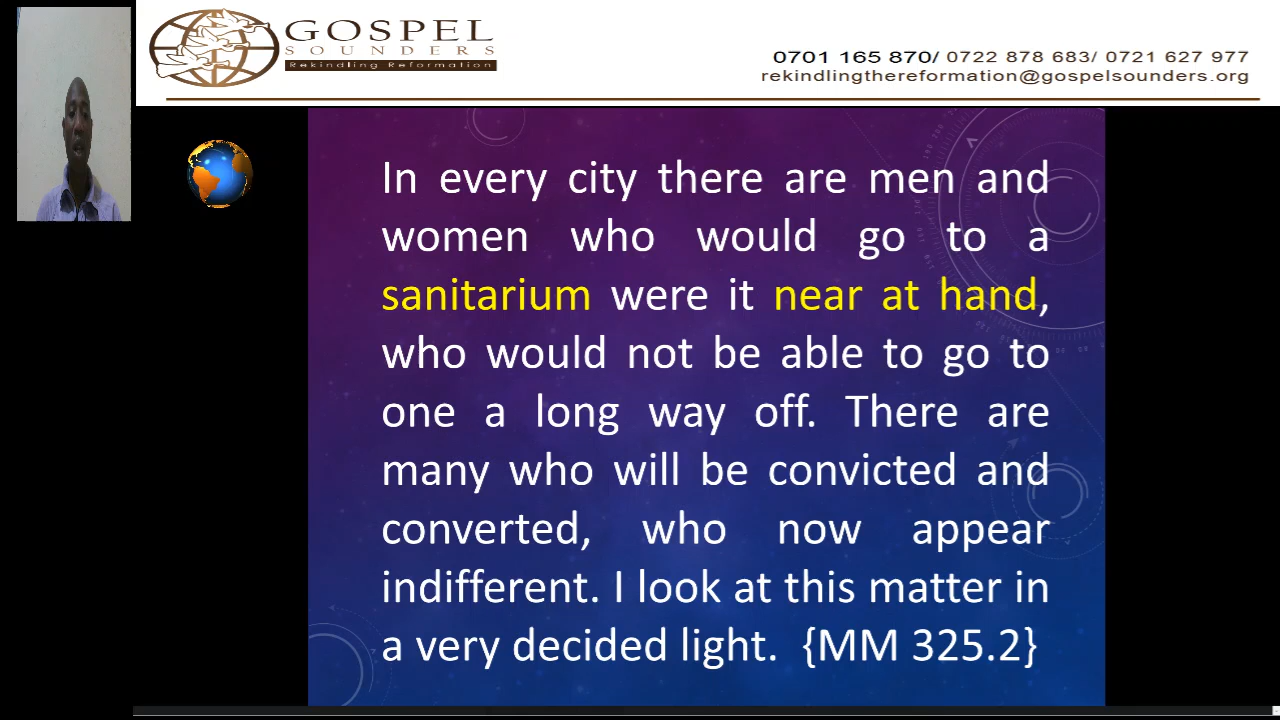 GOSPEL
SOUNDERS
Rekindling Reformation
0701 165 870/ 0722 878 683/ 0721 627 977
rekindlingthereformation@gospelsounders.org
In every city there are men and
women who would go to a
sanitarium were it near at hand,
who would not be able to go to
one a long way off. There are
many who will be convicted and
converted, who now appear
indifferent. I look at this matter in
a very decided light. {MM 325.2}